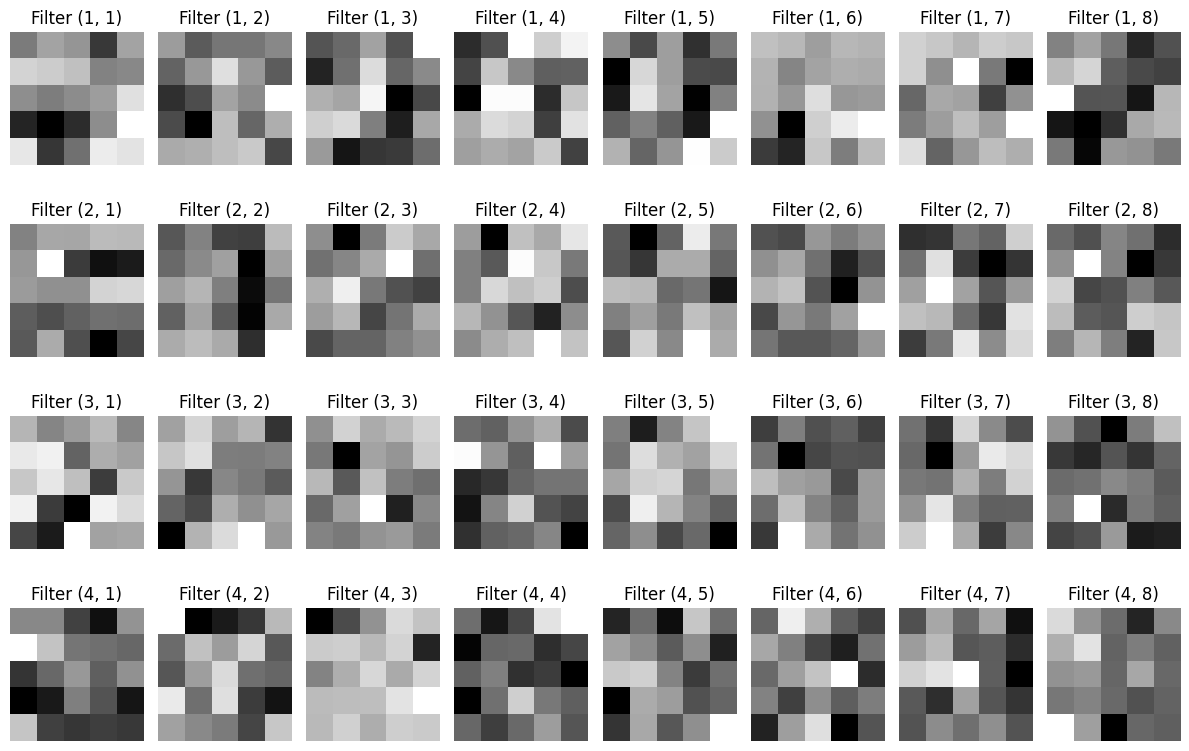 Filter (1, 1) Filter (1, 2) Filter (1, 3) Filter (1, 4) Filter (1, 5) Filter (1, 6) Filter (1, 7) Filter (1, 8)
Filter (2, 1) Filter (2, 2) Filter (2, 3) Filter (2, 4) Filter (2, 5) Filter (2, 6) Filter (2, 7) Filter (2, 8)
Filter (3, 1) Filter (3, 2) Filter (3, 3) Filter (3, 4) Filter (3, 5) Filter (3, 6) Filter (3, 7) Filter (3, 8)
Filter (4, 1) Filter (4, 2) Filter (4, 3) Filter (4, 4) Filter (4, 5) Filter (4, 6) Filter (4, 7) Filter (4, 8)